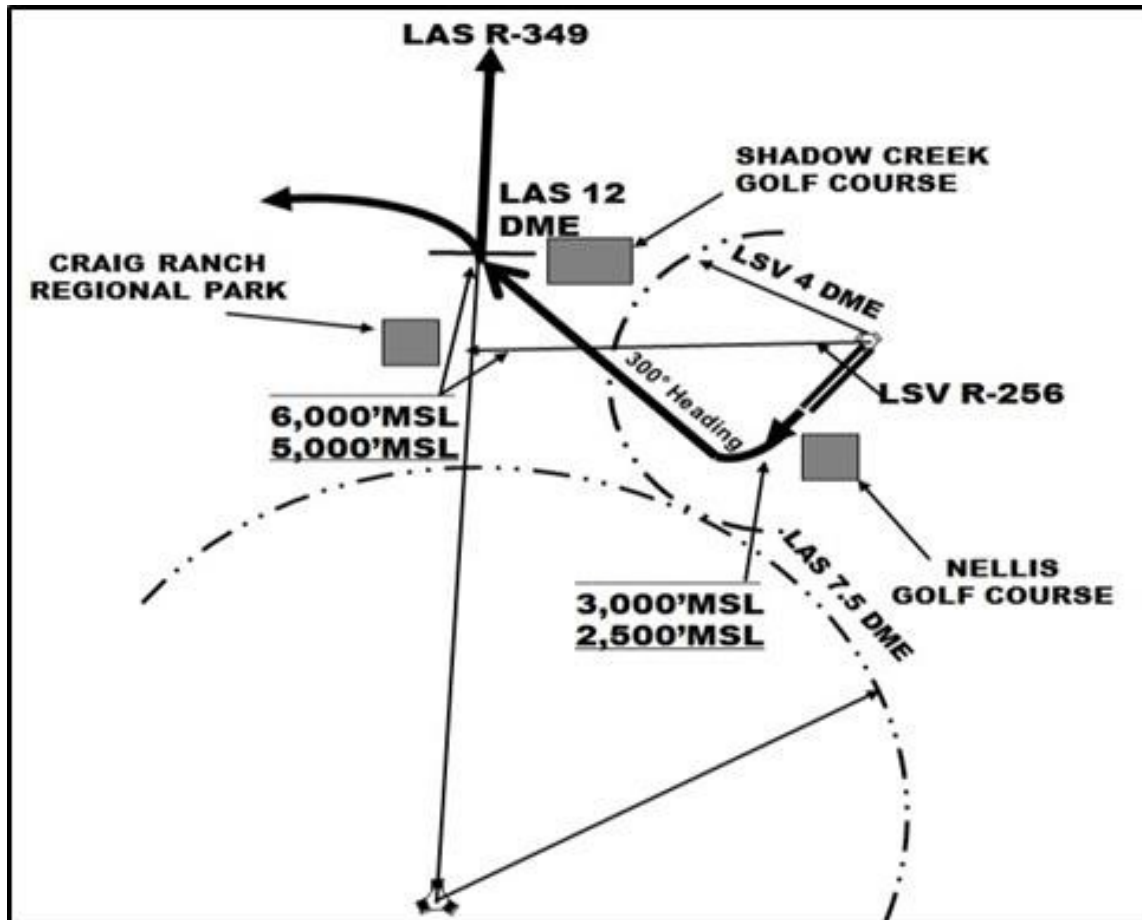 LAS R-349
SHADOW CREEK
GOLF COURSE
LAS 12
DME
CRAIG RANCH
REGIONAL PARK
LSV 4 DME
300° Heading
LSV R-256
6,000'MSL
5,000'MSL
LAS 7.5 DME
NELLIS
GOLF COURSE
3,000'MSL
2,500'MSL